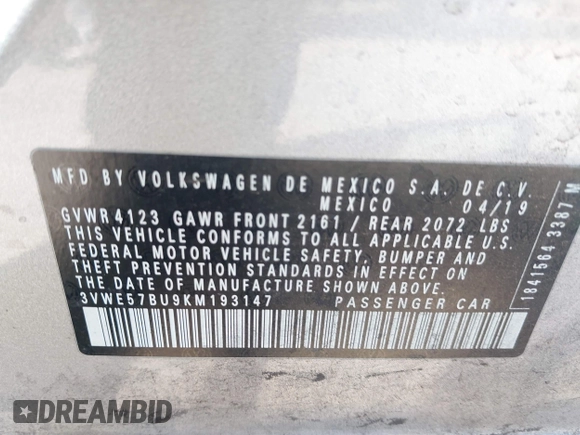 MFD BY VOLKSWAGEN DE MEXICO S.A. DE C.V.
MEXICO 04/19
GVWR 4123 GAWR FRONT 2161 / REAR 2072 LBS
THIS VEHICLE CONFORMS TO ALL APPLICABLE U.S.
FEDERAL MOTOR VEHICLE SAFETY, BUMPER AND
THEFT PREVENTION STANDARDS IN EFFECT ON
THE DATE OF MANUFACTURE SHOWN ABOVE.
3VWE57BU9KM193147 PASSENGER CAR
1841564 3387 M
DREAMBID